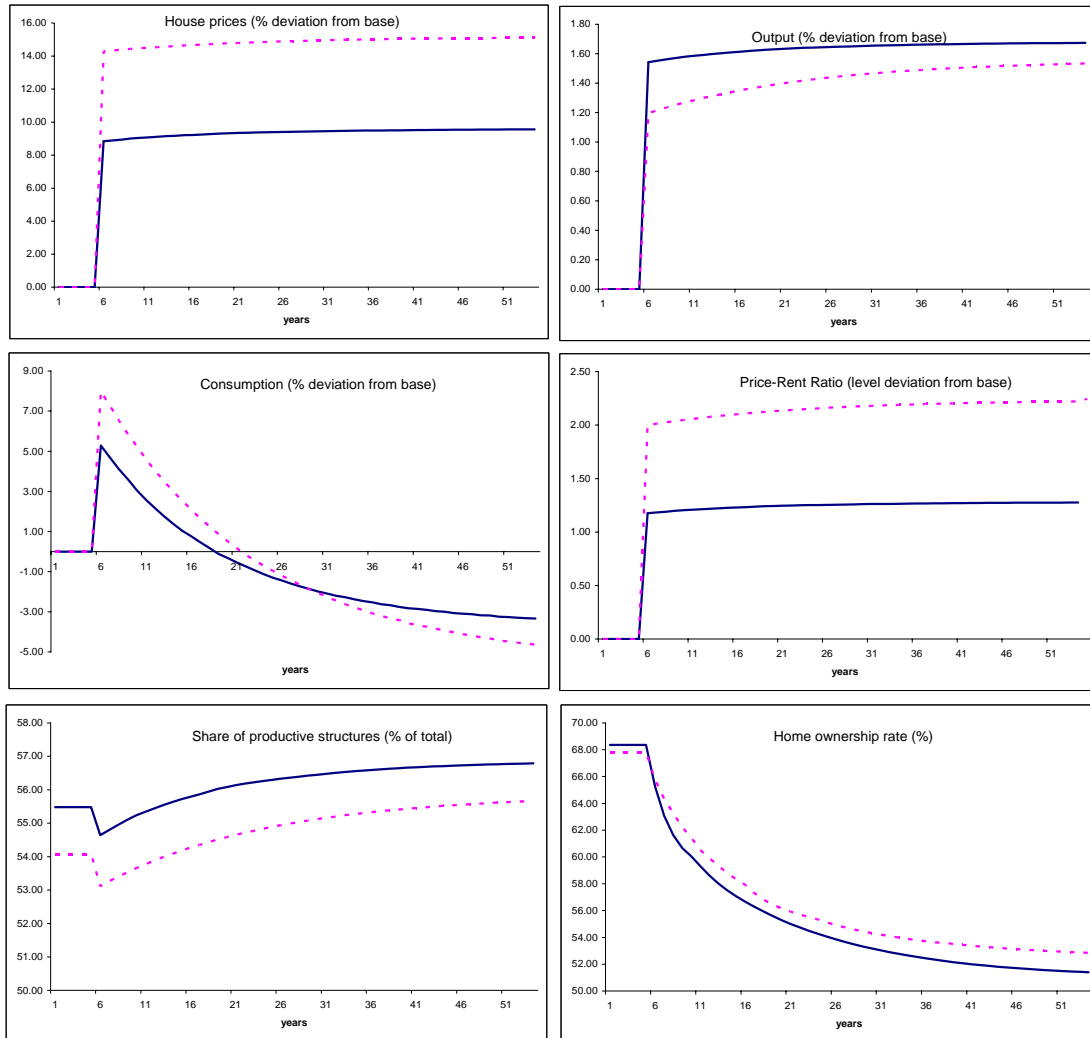 House prices (% deviation from base)
16.00
14.00
12.00
10.00
8.00
6.00
4.00
2.00
0.00
1 6 11 16 21 26 31 36 41 46 51
years
Output (% deviation from base)
1.80
1.60
1.40
1.20
1.00
0.80
0.60
0.40
0.20
0.00
1 6 11 16 21 26 31 36 41 46 51
years
Consumption (% deviation from base)
9.00
7.00
5.00
3.00
1.00
-1.00
-3.00
-5.00
1 6 11 16 21 26 31 36 41 46 51
years
Price-Rent Ratio (level deviation from base)
2.50
2.00
1.50
1.00
0.50
0.00
1 6 11 16 21 26 31 36 41 46 51
years
Share of productive structures (% of total)
58.00
57.00
56.00
55.00
54.00
53.00
52.00
51.00
50.00
1 6 11 16 21 26 31 36 41 46 51
years
Home ownership rate (%)
70.00
68.00
66.00
64.00
62.00
60.00
58.00
56.00
54.00
52.00
50.00
1 6 11 16 21 26 31 36 41 46 51
years